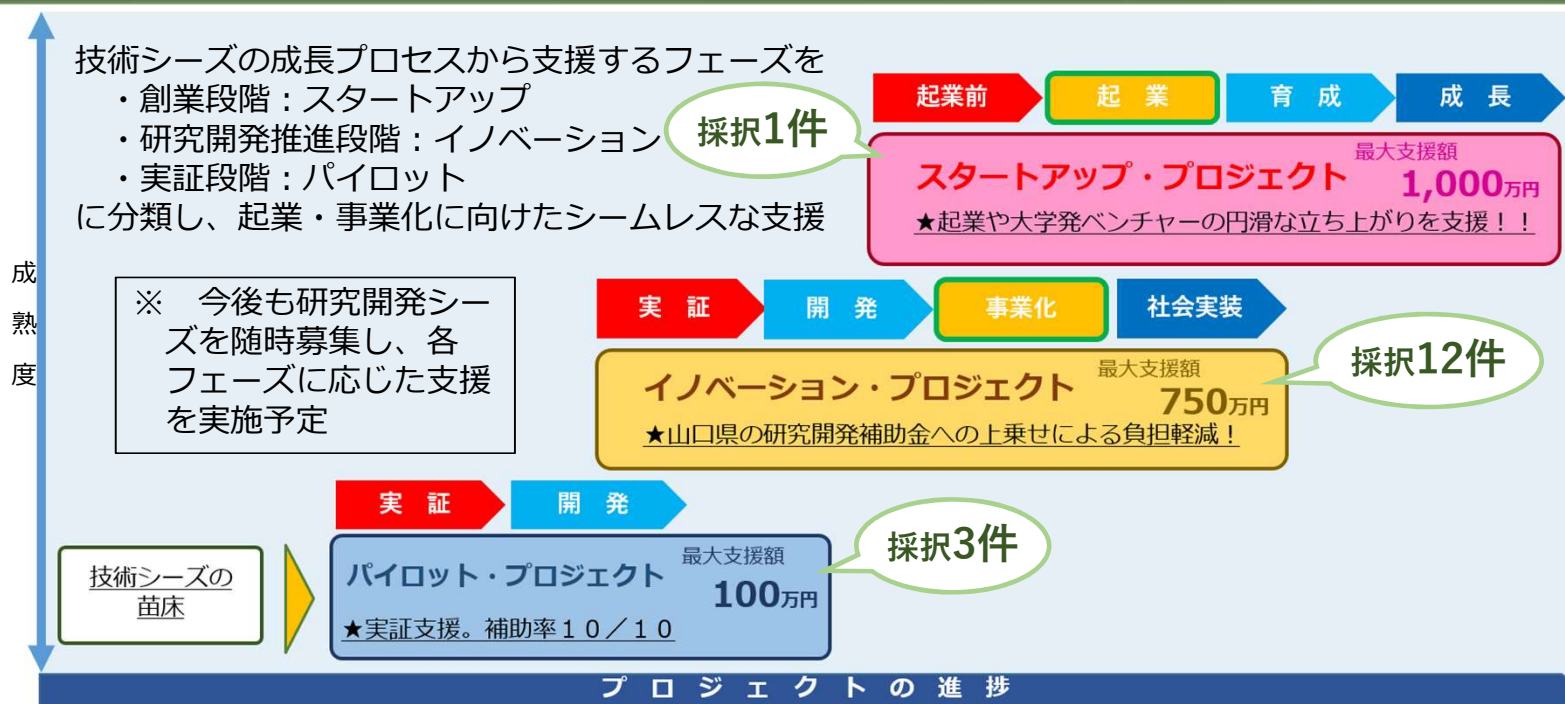 技術シーズの成長プロセスから支援するフェーズを
・創業段階：スタートアップ
・研究開発推進段階：イノベーション
・実証段階：パイロット
に分類し、起業・事業化に向けたシームレスな支援
採択1件
起業前
起 業
育 成
成 長
スタートアップ・プロジェクト
最大支援額
1,000万円
★起業や大学発ベンチャーの円滑な立ち上がりを支援！！
成熟度
※ 今後も研究開発シー
ズを随時募集し、各
フェーズに応じた支援
を実施予定
実 証
開 発
事業化
社会実装
イノベーション・プロジェクト
最大支援額
750万円
★山口県の研究開発補助金への上乗せによる負担軽減！
採択12件
実 証
開 発
技術シーズの
苗床
パイロット・プロジェクト
最大支援額
100万円
★実証支援。補助率１０／１０
採択3件
プロジェクトの進捗